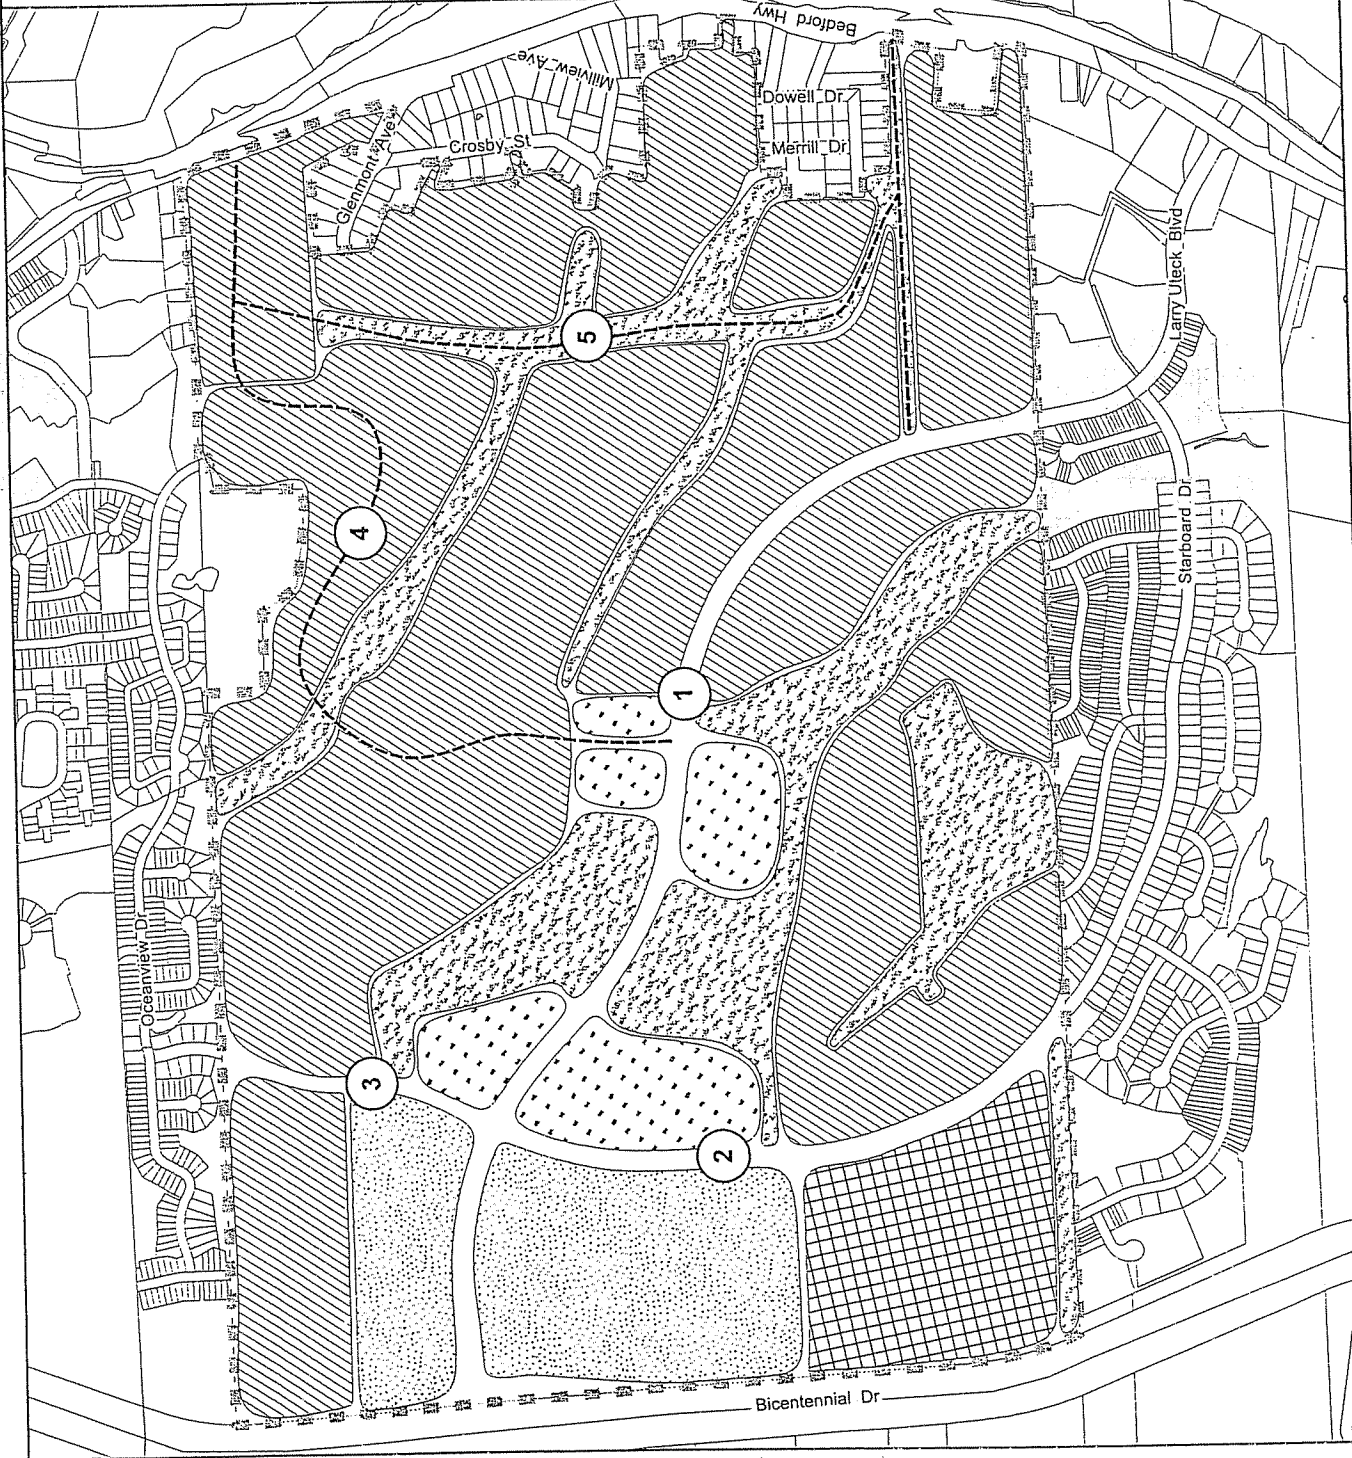 Bedford Hwy
Millview Ave
Dowell Dr
Crosby St
Merrill Dr
Glenmont Ave
Larry Uteck Blvd
5
4
Starboard Dr
1
Oceanview Dr
3
2
Bicentennial Dr